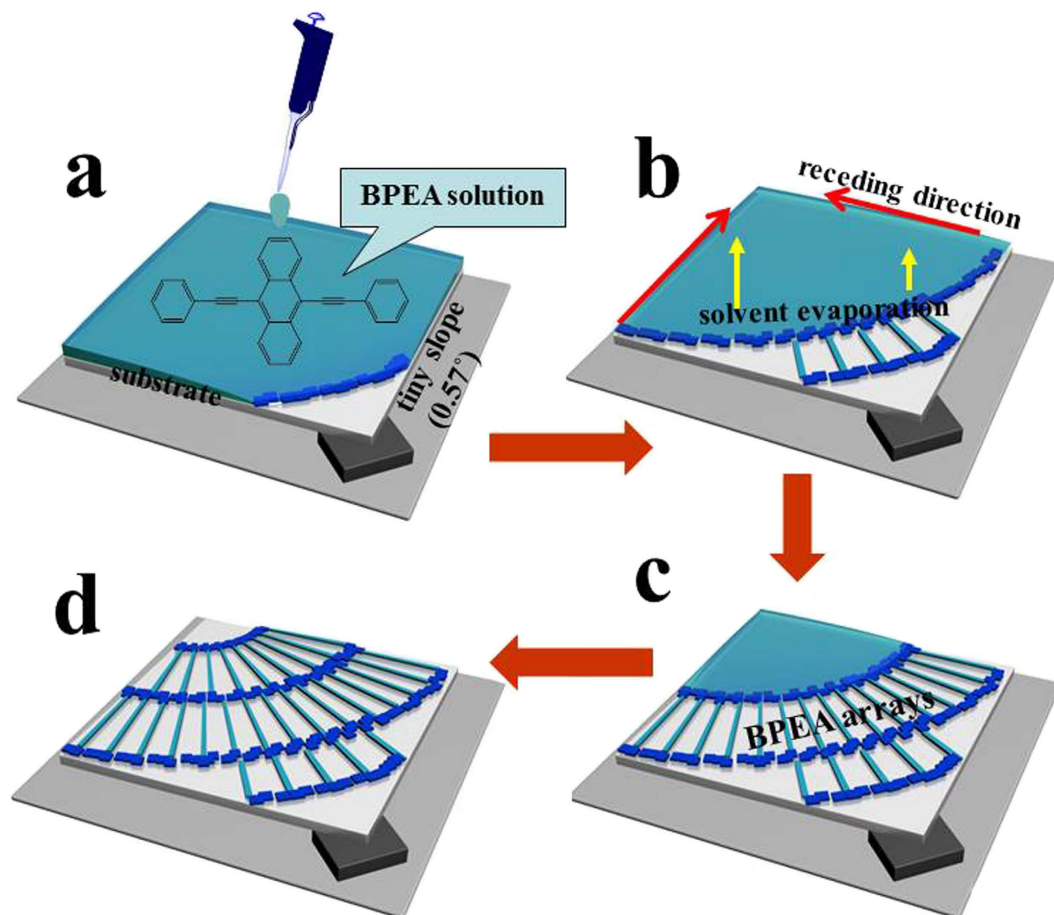 a
BPEA solution
substrate
tiny slope
(0.57°)
b
receding direction
solvent evaporation
d
c
BPEA arrays